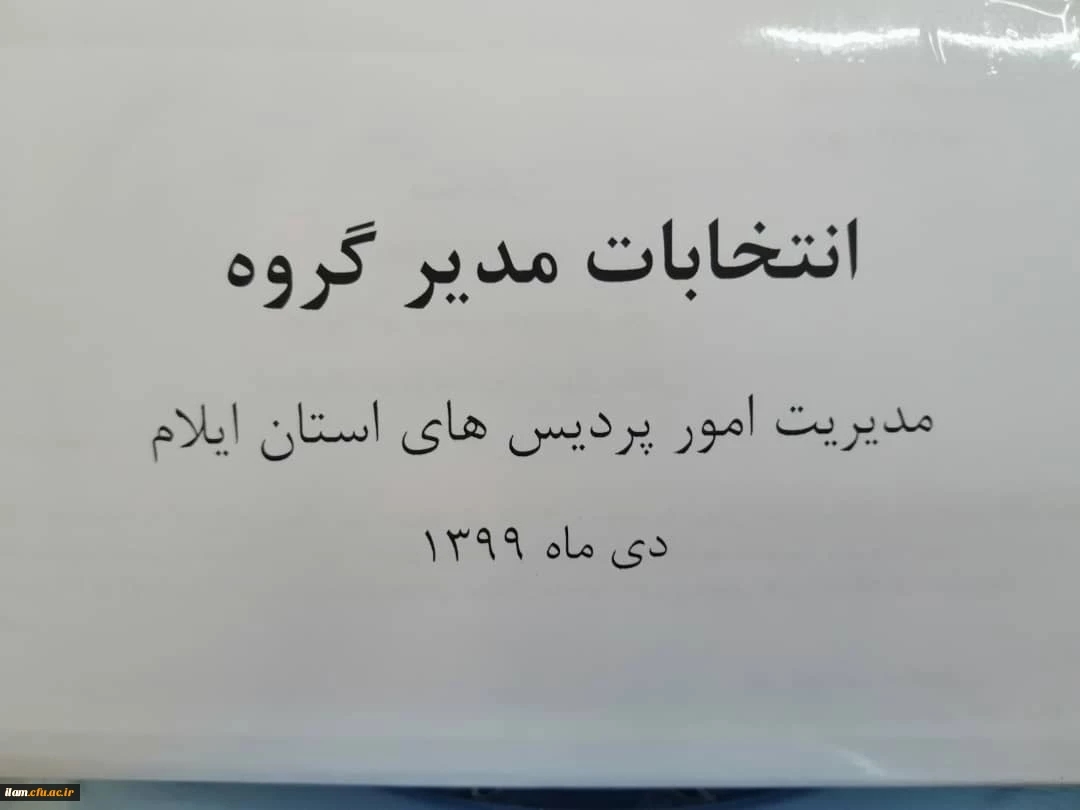 انتخابات مدیر گروه
مدیریت امور پردیس های استان ایلام
دی ماه ۱۳۹۹
ilam.cfu.ac.ir